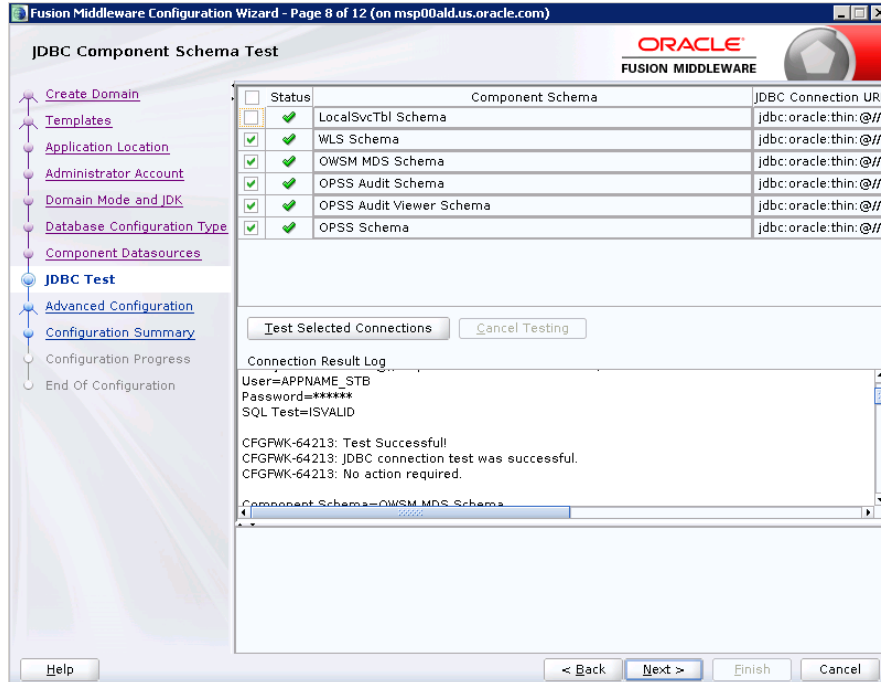 Fusion Middleware Configuration Wizard - Page 8 of 12 (on msp00ald.us.oracle.com)
JDBC Component Schema Test
ORACLE
FUSION MIDDLEWARE
Create Domain
Templates
Application Location
Administrator Account
Domain Mode and JDK
Database Configuration Type
Component Datasources
JDBC Test
Advanced Configuration
Configuration Summary
Configuration Progress
End Of Configuration
Status Component Schema JDBC Connection UR
LocalSvcTbl Schema jdbc:oracle:thin:@//
WLS Schema jdbc:oracle:thin:@//
OWSM MDS Schema jdbc:oracle:thin:@//
OPSS Audit Schema jdbc:oracle:thin:@//
OPSS Audit Viewer Schema jdbc:oracle:thin:@//
OPSS Schema jdbc:oracle:thin:@//
Test Selected Connections Cancel Testing
Connection Result Log
User=APPNAME_STB
Password=******
SQL Test=ISVALID
CFGFWK-64213: Test Successful!
CFGFWK-64213: JDBC connection test was successful.
CFGFWK-64213: No action required.
Component Schema=OWSM MDS Schema
Help < Back Next > Finish Cancel